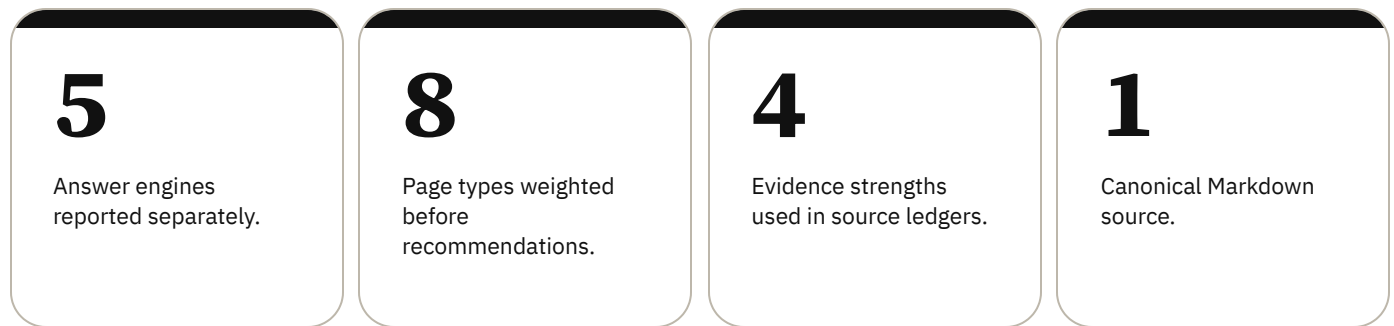 5
Answer engines
reported separately.
8
Page types weighted
before
recommendations.
4
Evidence strengths
used in source ledgers.
1
Canonical Markdown
source.